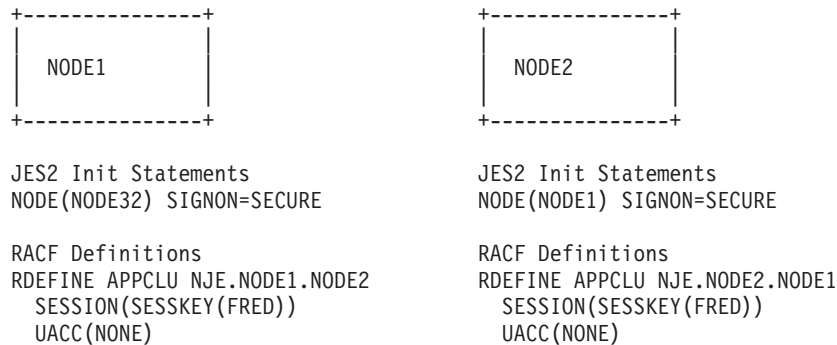 NODE1
NODE2
JES2 Init Statements
NODE(NODE32) SIGNON=SECURE
RACF Definitions
RDEFINE APPCLU NJE.NODE1.NODE2
SESSION(SESSKEY(FRED))
UACC(NONE)
JES2 Init Statements
NODE(NODE1) SIGNON=SECURE
RACF Definitions
RDEFINE APPCLU NJE.NODE2.NODE1
SESSION(SESSKEY(FRED))
UACC(NONE)